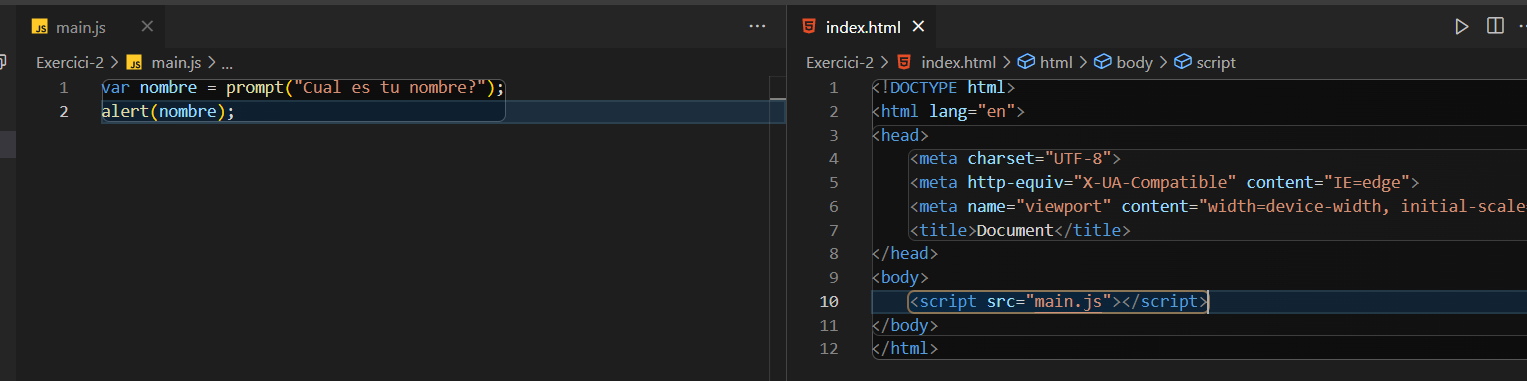 JS main.js × ...
Exercici-2 > JS main.js > ...
1 var nombre = prompt("Cual es tu nombre?");
2 alert(nombre);
index.html ×
Exercici-2 > index.html > html > body > script
1 <!DOCTYPE html>
2 <html lang="en">
3 <head>
4 <meta charset="UTF-8">
5 <meta http-equiv="X-UA-Compatible" content="IE=edge">
6 <meta name="viewport" content="width=device-width, initial-scale=
7 <title>Document</title>
8 </head>
9 <body>
10 <script src="main.js"></script>
11 </body>
12 </html>